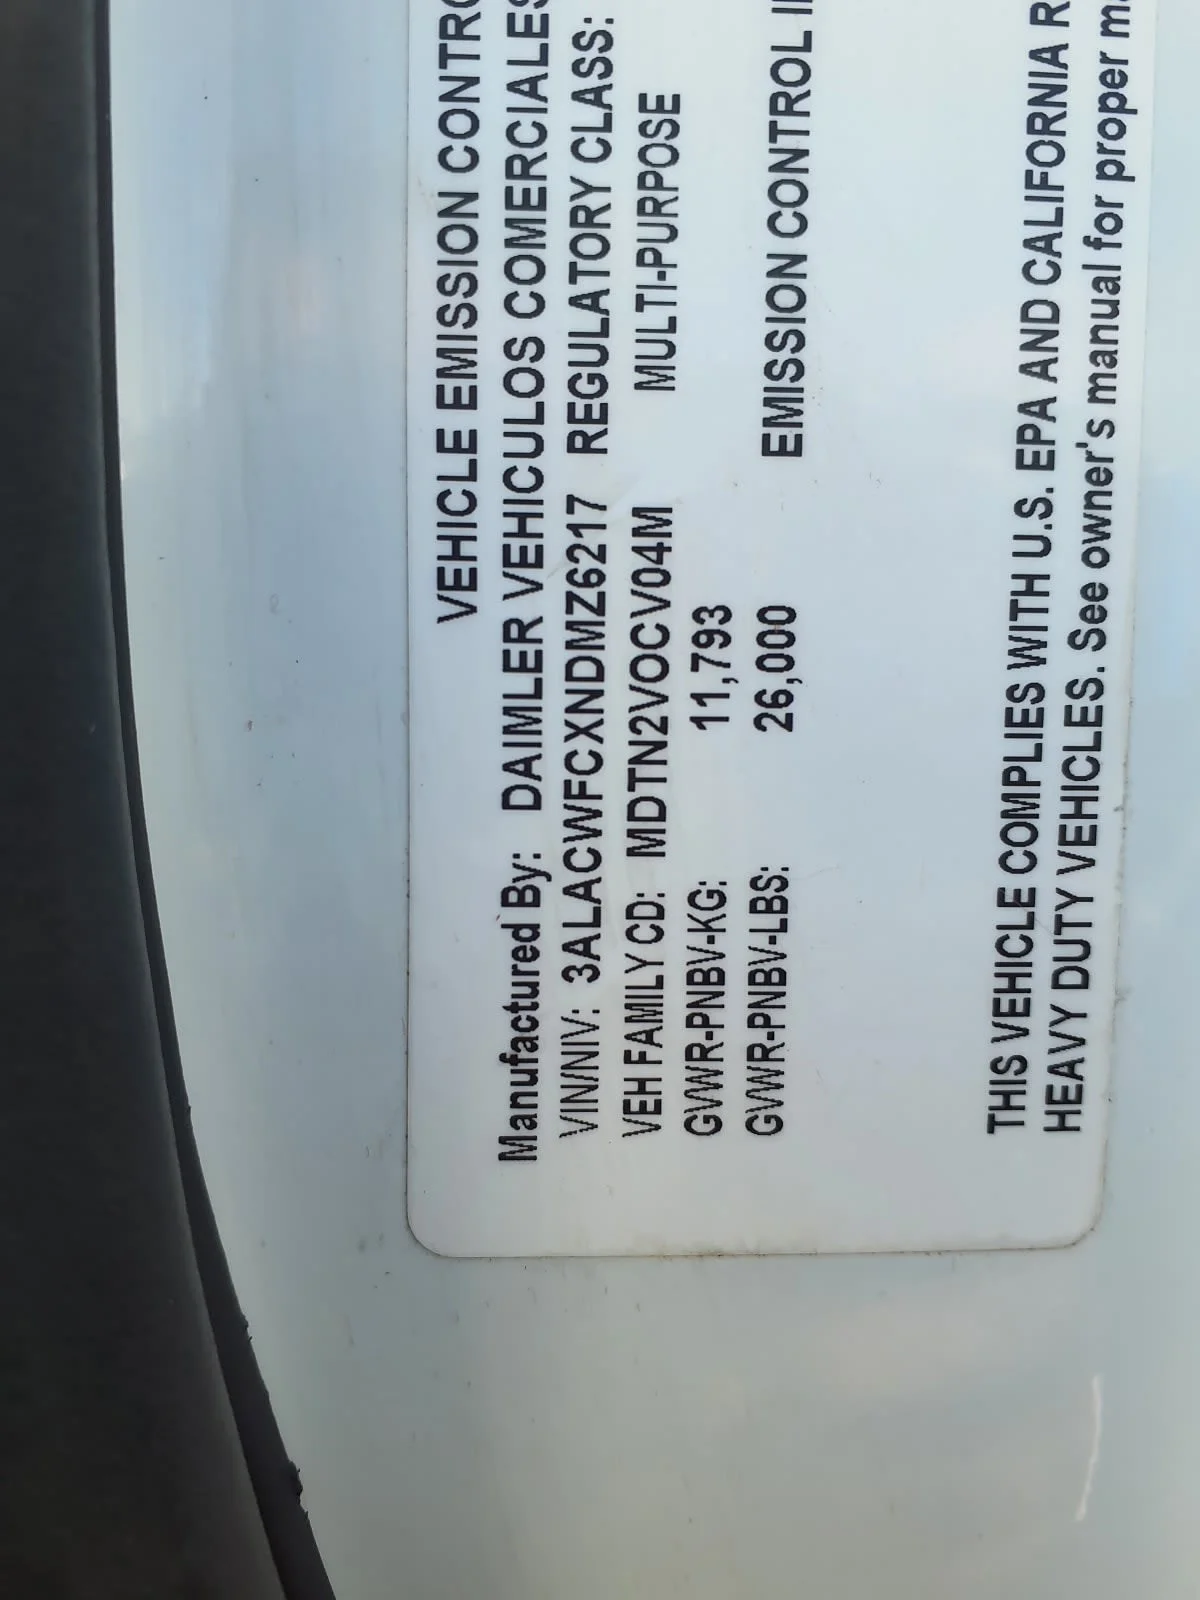 VEHICLE EMISSION CONTRO
Manufactured By: DAIMLER VEHICULOS COMERCIALES
VIN/NIV: 3ALACWFCXNDMZ6217 REGULATORY CLASS:
VEH FAMILY CD: MDTN2VOCV04M MULTI-PURPOSE
GVWR-PNBV-KG: 11,793
GVWR-PNBV-LBS: 26,000 EMISSION CONTROL
THIS VEHICLE COMPLIES WITH U.S. EPA AND CALIFORNIA R
HEAVY DUTY VEHICLES. See owner's manual for proper ma